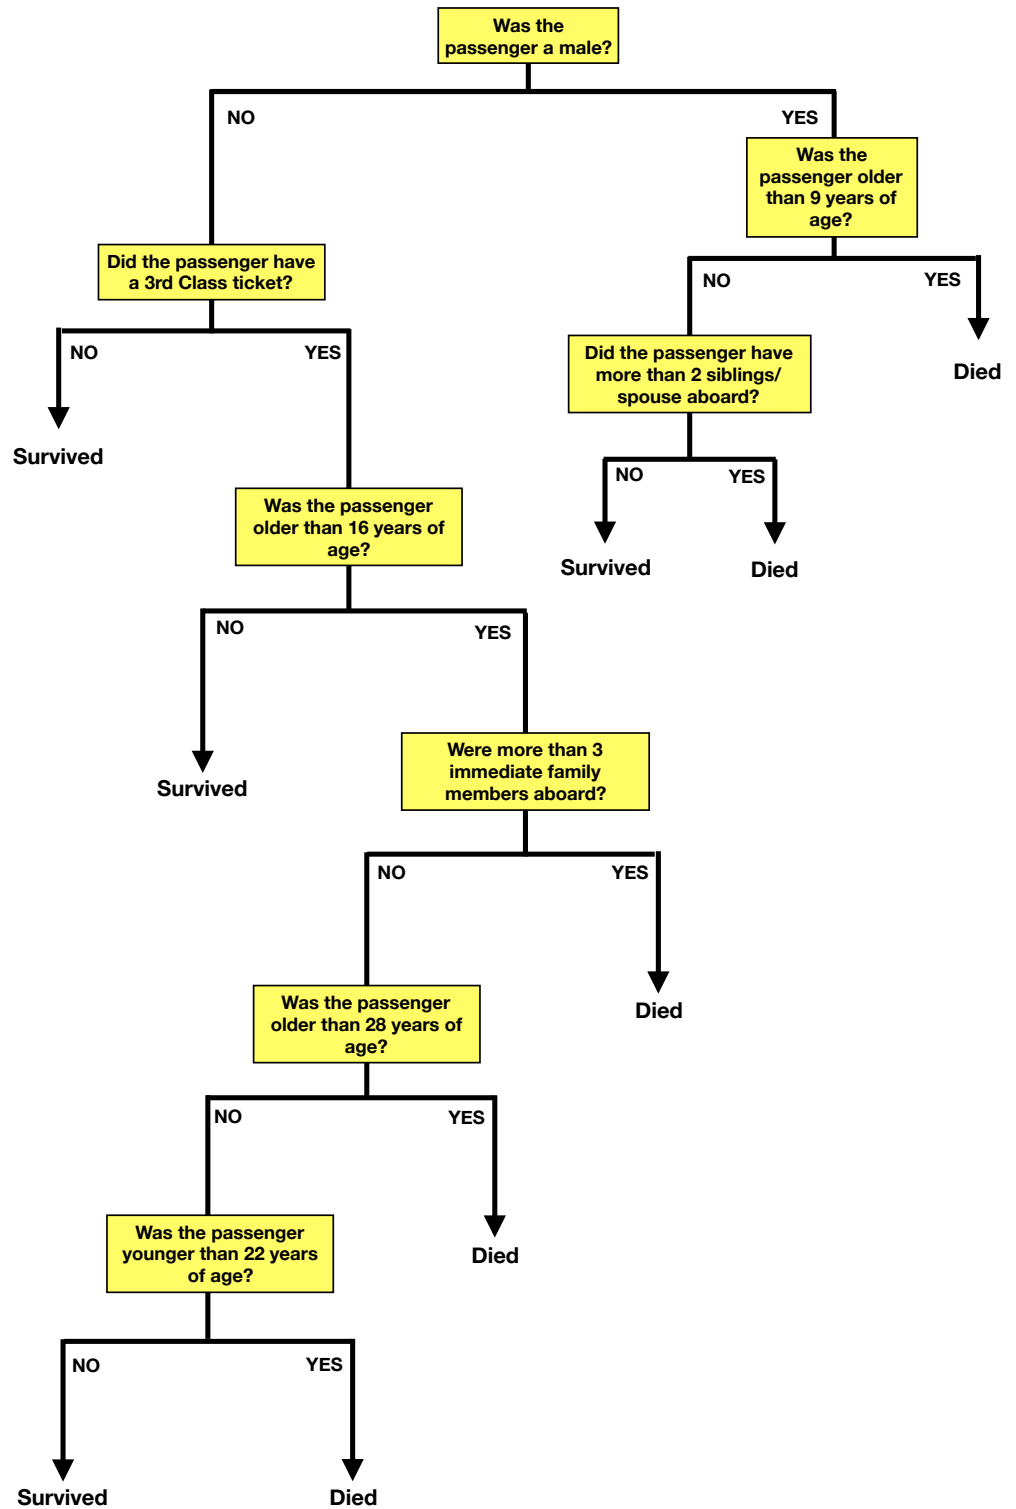 Was the
passenger a male?
NO
YES
Was the
passenger older
than 9 years of
age?
Did the passenger have
a 3rd Class ticket?
NO
YES
NO
YES
Did the passenger have
more than 2 siblings/
spouse aboard?
Died
Survived
NO
YES
Was the passenger
older than 16 years of
age?
Survived
Died
NO
YES
Were more than 3
immediate family
members aboard?
Survived
NO
YES
Was the passenger
older than 28 years of
age?
Died
NO
YES
Was the passenger
younger than 22 years
of age?
Died
NO
YES
Survived
Died